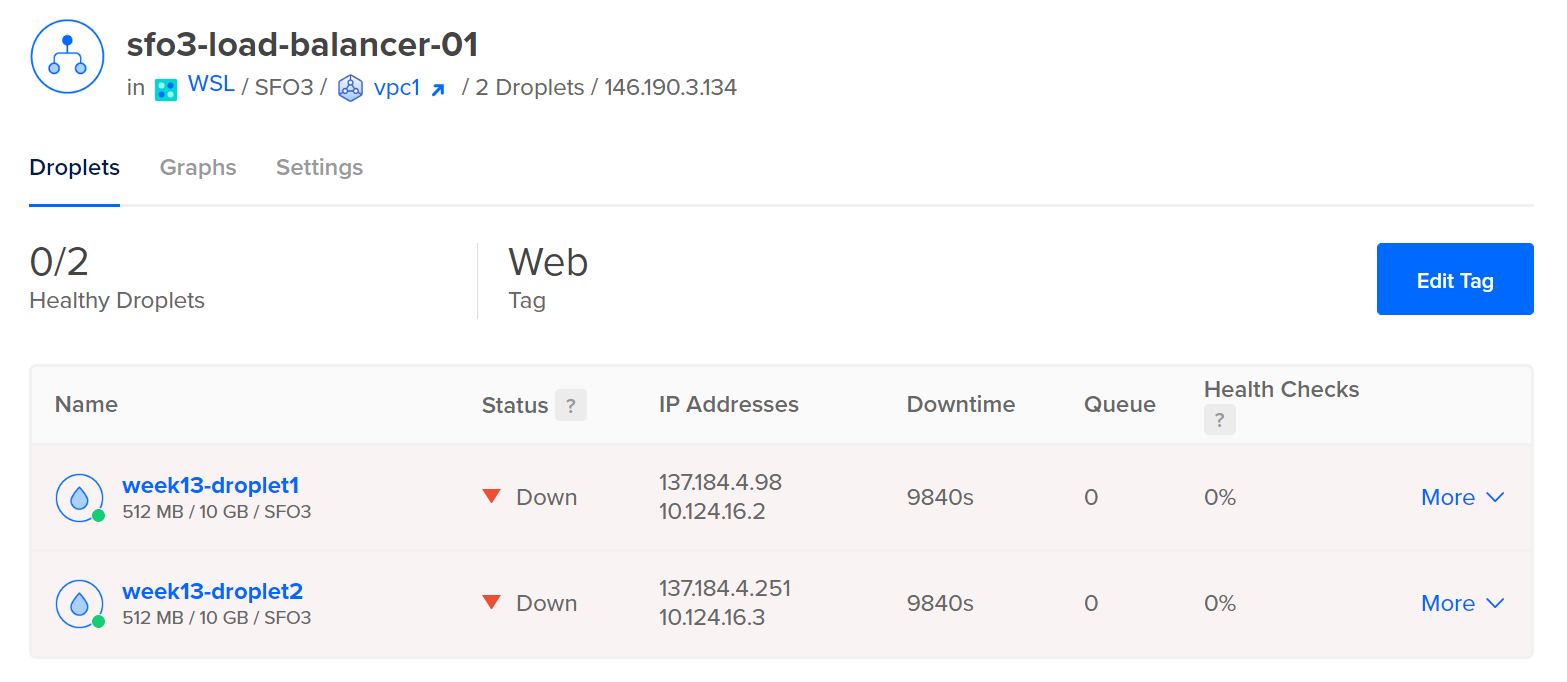 sfo3-load-balancer-01
in WSL / SFO3 / vpc1 / 2 Droplets / 146.190.3.134
Droplets Graphs Settings
0/2
Healthy Droplets
Web
Tag
Edit Tag
Name Status ? IP Addresses Downtime Queue Health Checks ?
week13-droplet1
512 MB / 10 GB / SFO3
Down
137.184.4.98
10.124.16.2
9840s
0
0%
More
week13-droplet2
512 MB / 10 GB / SFO3
Down
137.184.4.251
10.124.16.3
9840s
0
0%
More